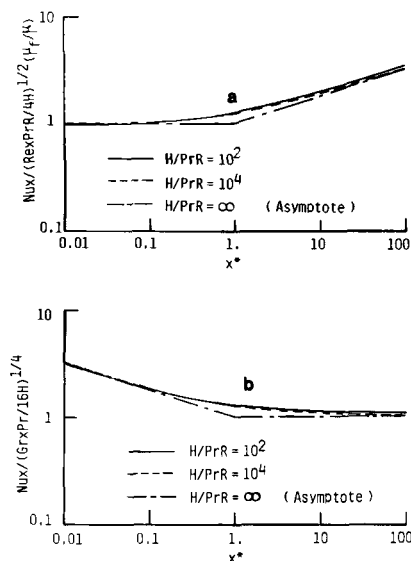 Nux/(RexPrR/4H)^1/2 (μf/μ)
10
a
1
H/PrR = 10²
H/PrR = 10⁴
H/PrR = ∞ (Asymptote)
0.1
0.01 0.1 1. 10 100
x*
Nux/(GrxPr/16H)^1/4
10
b
1
H/PrR = 10²
H/PrR = 10⁴
H/PrR = ∞ (Asymptote)
0.1
0.01 0.1 1. 10 100
x*